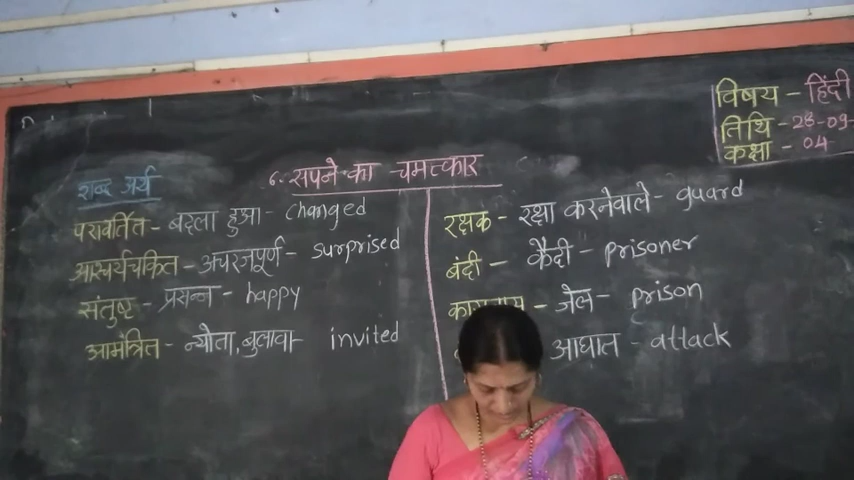 विषय - हिंदी
तिथि - 28-09-
कक्षा - 04
6. सपने का चमत्कार
शब्द अर्थ
परावर्तित - बदला हुआ - changed
आश्चर्यचकित - अचरजपूर्ण - surprised
संतुष्ट - प्रसन्न - happy
आमंत्रित - न्योता, बुलावा - invited
रक्षक - रक्षा करनेवाले - guard
बंदी - कैदी - prisoner
- जेल - prison
आघात - attack